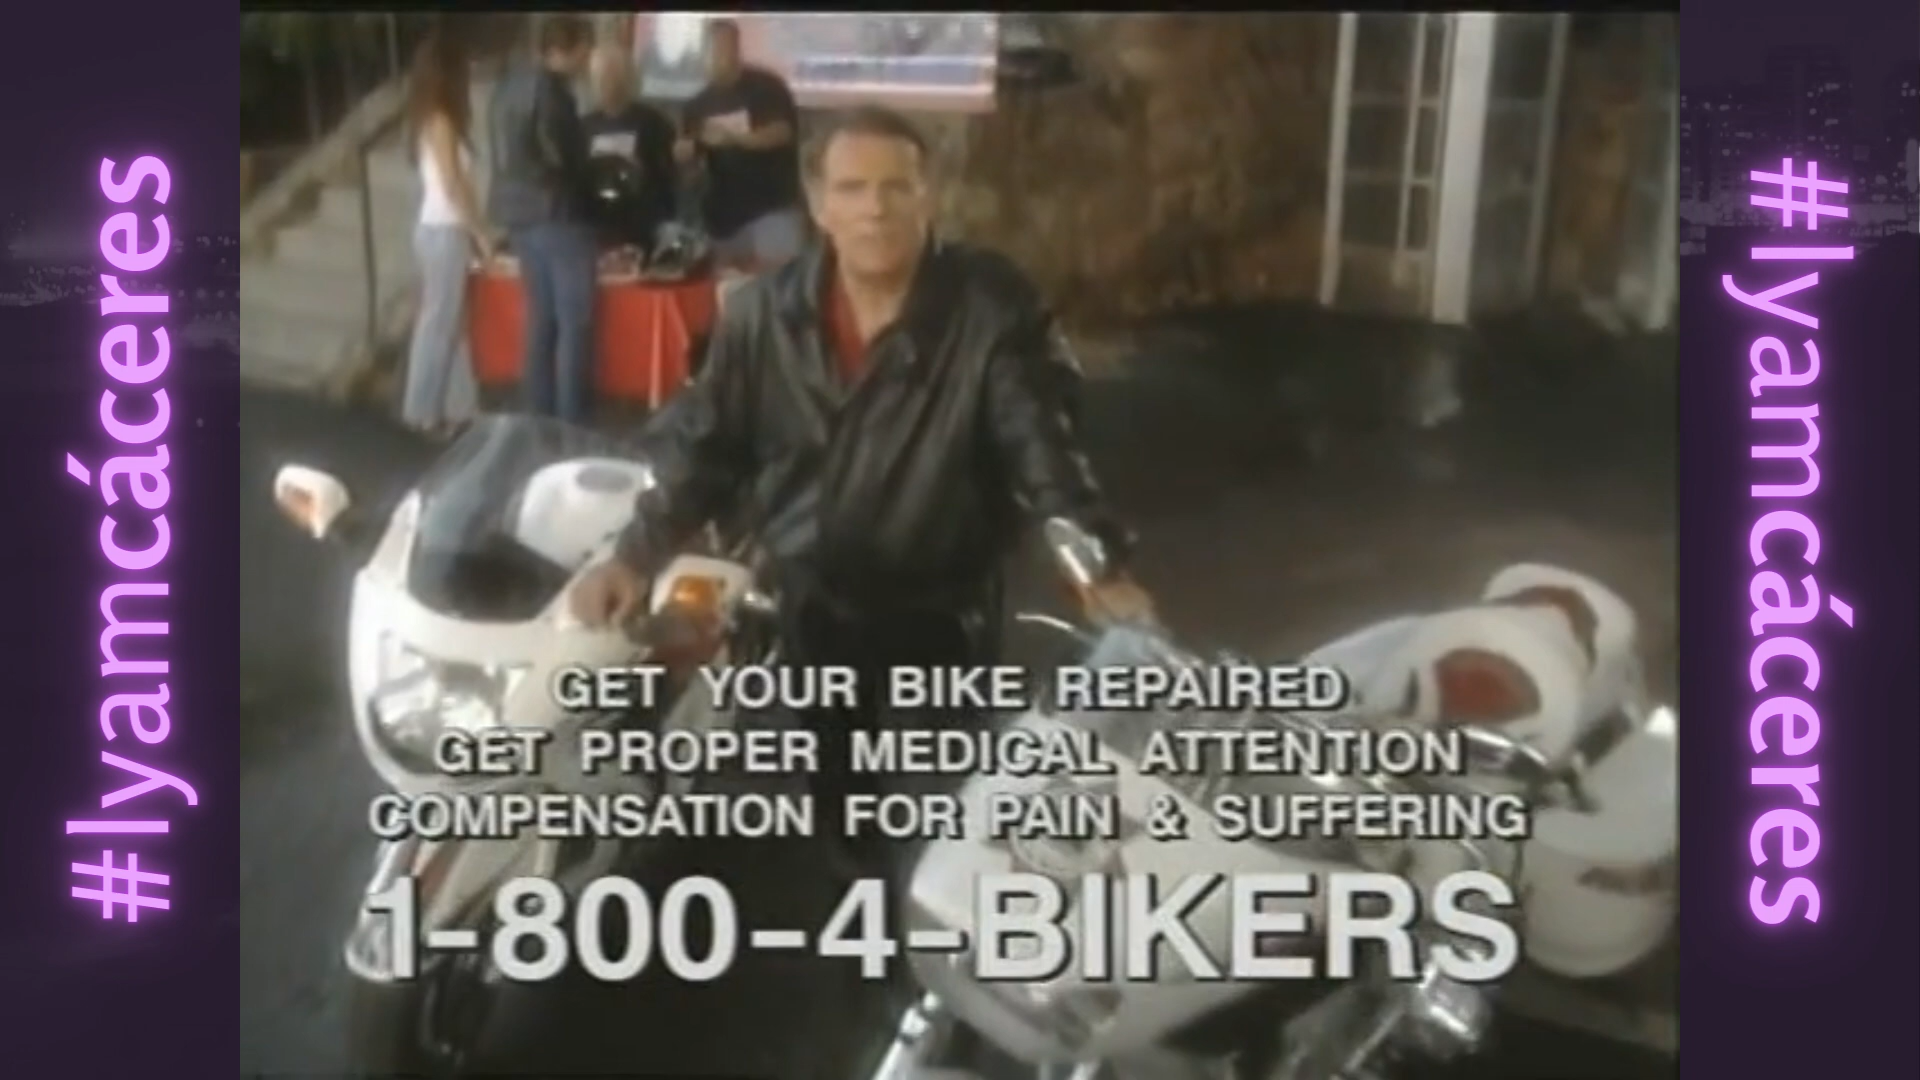 #lyamcáceres
GET YOUR BIKE REPAIRED
GET PROPER MEDICAL ATTENTION
COMPENSATION FOR PAIN & SUFFERING
1-800-4-BIKERS
#lyamcáceres